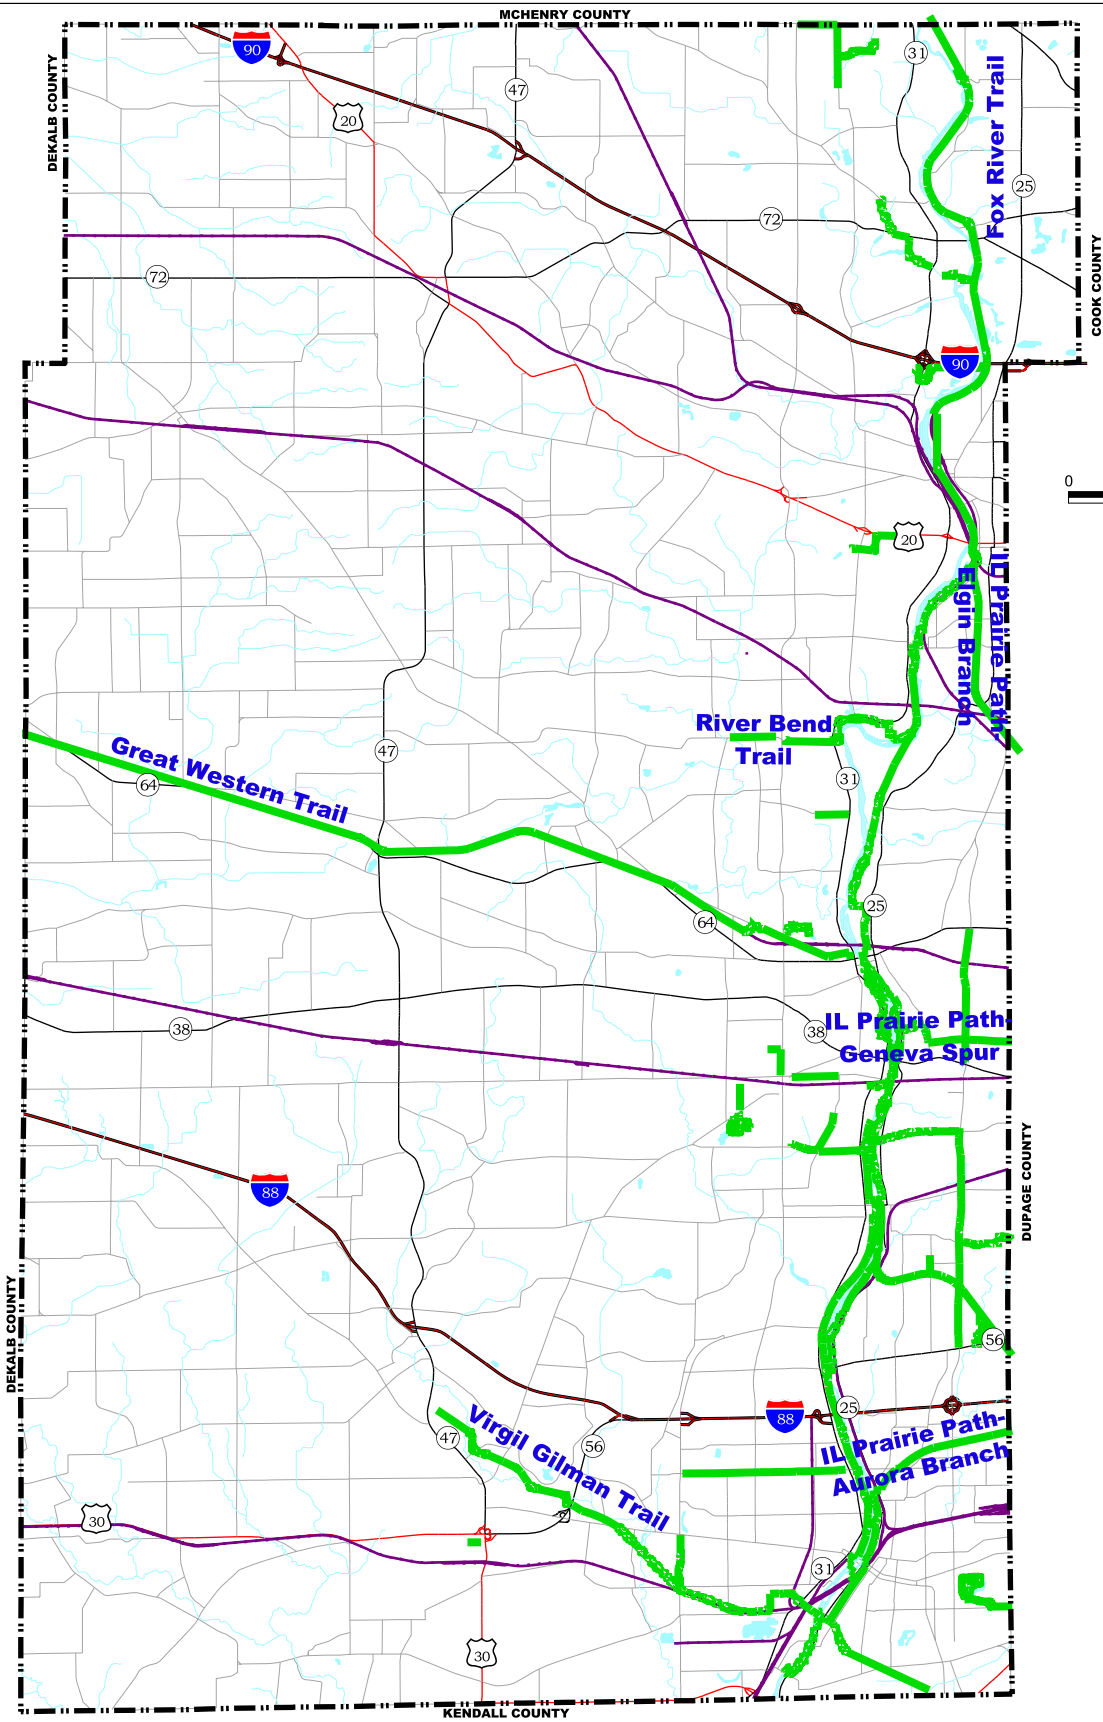 MCHENRY COUNTY
90
31
47
20
DEKALB COUNTY
Fox River Trail
25
72
COOK COUNTY
72
90
0
20
IL Prairie Path-
Elgin Branch
River Bend
Trail
47
31
Great Western Trail
64
25
64
38
38
IL Prairie Path-
Geneva Spur
88
DUPAGE COUNTY
DEKALB COUNTY
56
88
25
Virgil Gilman Trail
47
56
IL Prairie Path-
Aurora Branch
30
31
30
KENDALL COUNTY